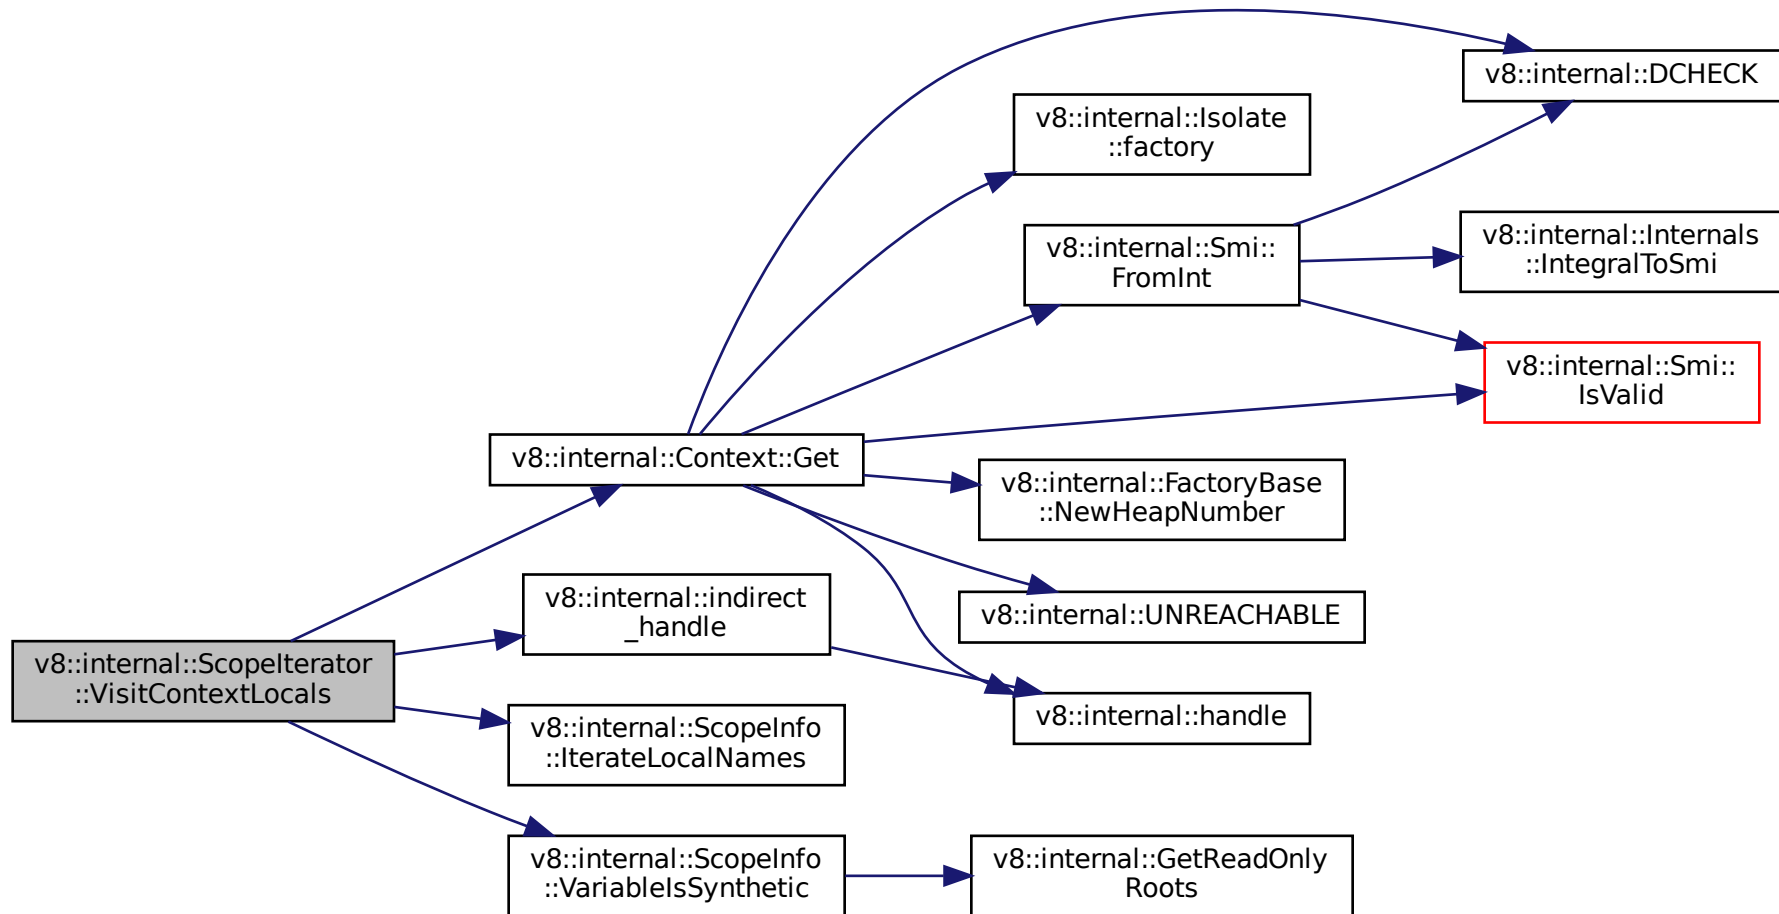 v8::internal::ScopeIterator
::VisitContextLocals
v8::internal::Context::Get
v8::internal::indirect
_handle
v8::internal::ScopeInfo
::IterateLocalNames
v8::internal::ScopeInfo
::VariableIsSynthetic
v8::internal::Isolate
::factory
v8::internal::Smi::
FromInt
v8::internal::FactoryBase
::NewHeapNumber
v8::internal::UNREACHABLE
v8::internal::handle
v8::internal::GetReadOnly
Roots
v8::internal::DCHECK
v8::internal::Internals
::IntegralToSmi
v8::internal::Smi::
IsValid